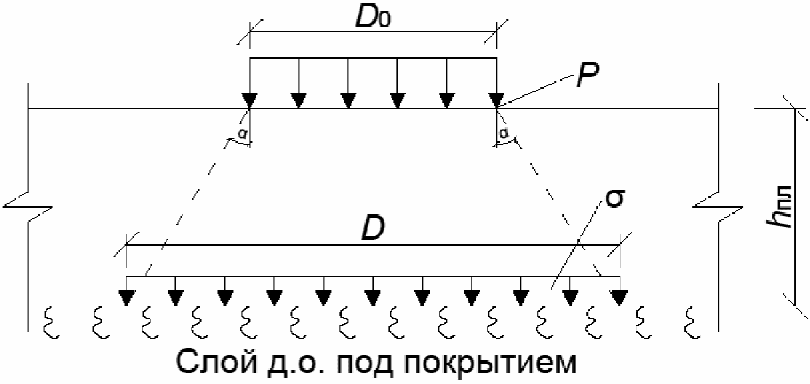 D₀
P
α α
σ
D
hпл
Слой д.о. под покрытием